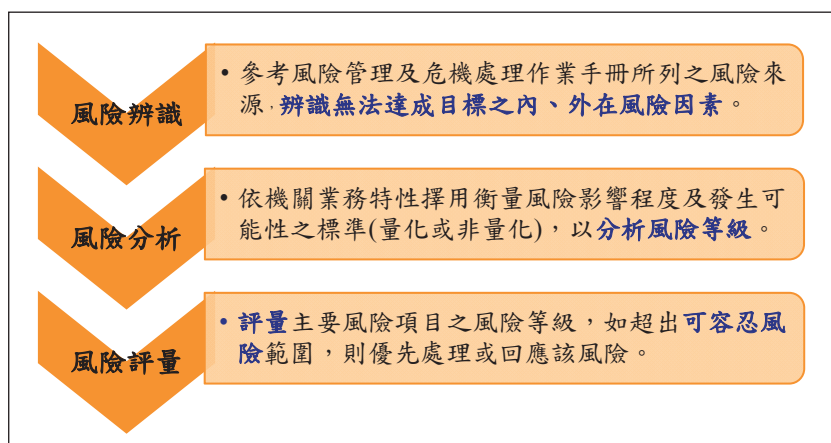 風險辨識
• 參考風險管理及危機處理作業手冊所列之風險來
源，辨識無法達成目標之內、外在風險因素。
風險分析
• 依機關業務特性擇用衡量風險影響程度及發生可
能性之標準(量化或非量化)，以分析風險等級。
風險評量
• 評量主要風險項目之風險等級，如超出可容忍風
險範圍，則優先處理或回應該風險。